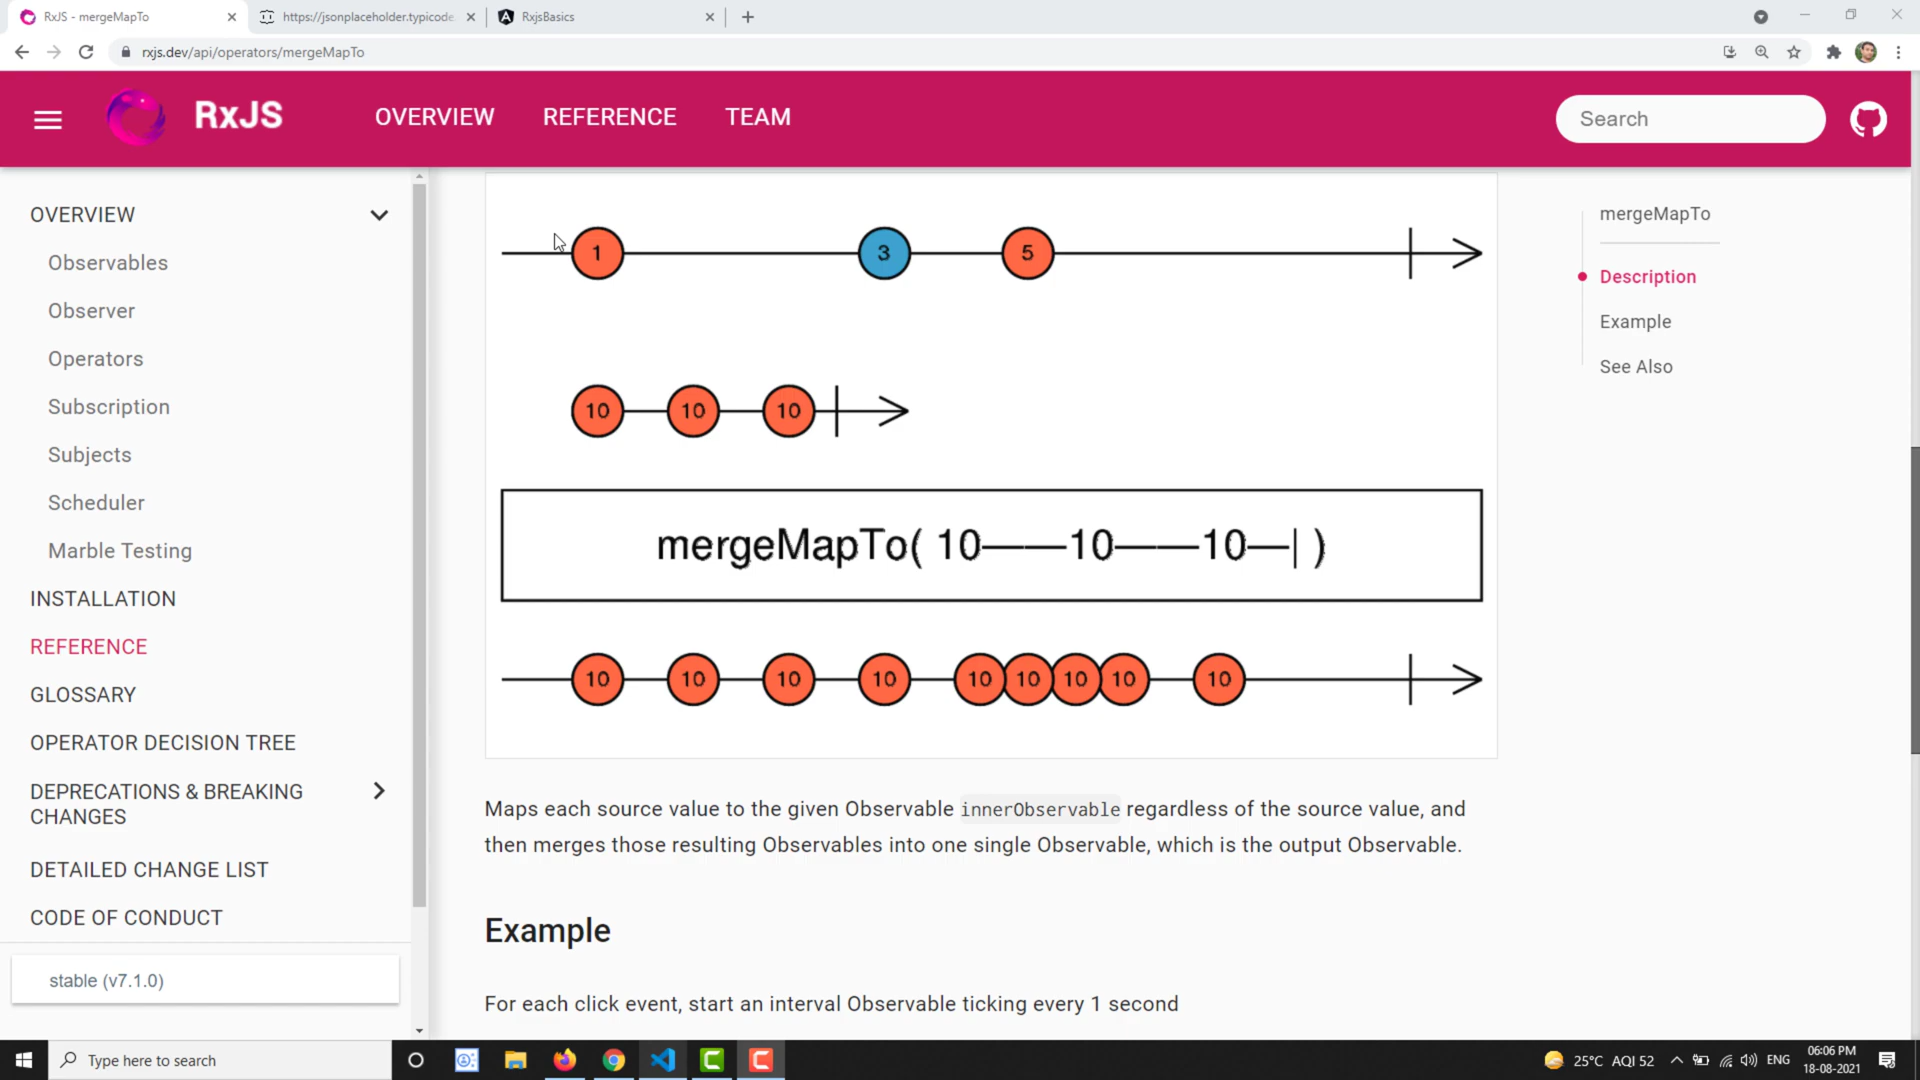 RxJS - mergeMapTo
https://jsonplaceholder.typicode.
RxjsBasics
rxjs.dev/api/operators/mergeMapTo
RxJS
OVERVIEW
REFERENCE
TEAM
Search
OVERVIEW
Observables
Observer
Operators
Subscription
Subjects
Scheduler
Marble Testing
INSTALLATION
REFERENCE
GLOSSARY
OPERATOR DECISION TREE
DEPRECATIONS & BREAKING
CHANGES
DETAILED CHANGE LIST
CODE OF CONDUCT
stable (v7.1.0)
1 3 5
10 10 10
mergeMapTo( 10——10——10—| )
10 10 10 10 10 10 10 10 10
Maps each source value to the given Observable innerObservable regardless of the source value, and
then merges those resulting Observables into one single Observable, which is the output Observable.
Example
For each click event, start an interval Observable ticking every 1 second
mergeMapTo
Description
Example
See Also
Type here to search
25°C AQI 52
ENG
06:06 PM
18-08-2021